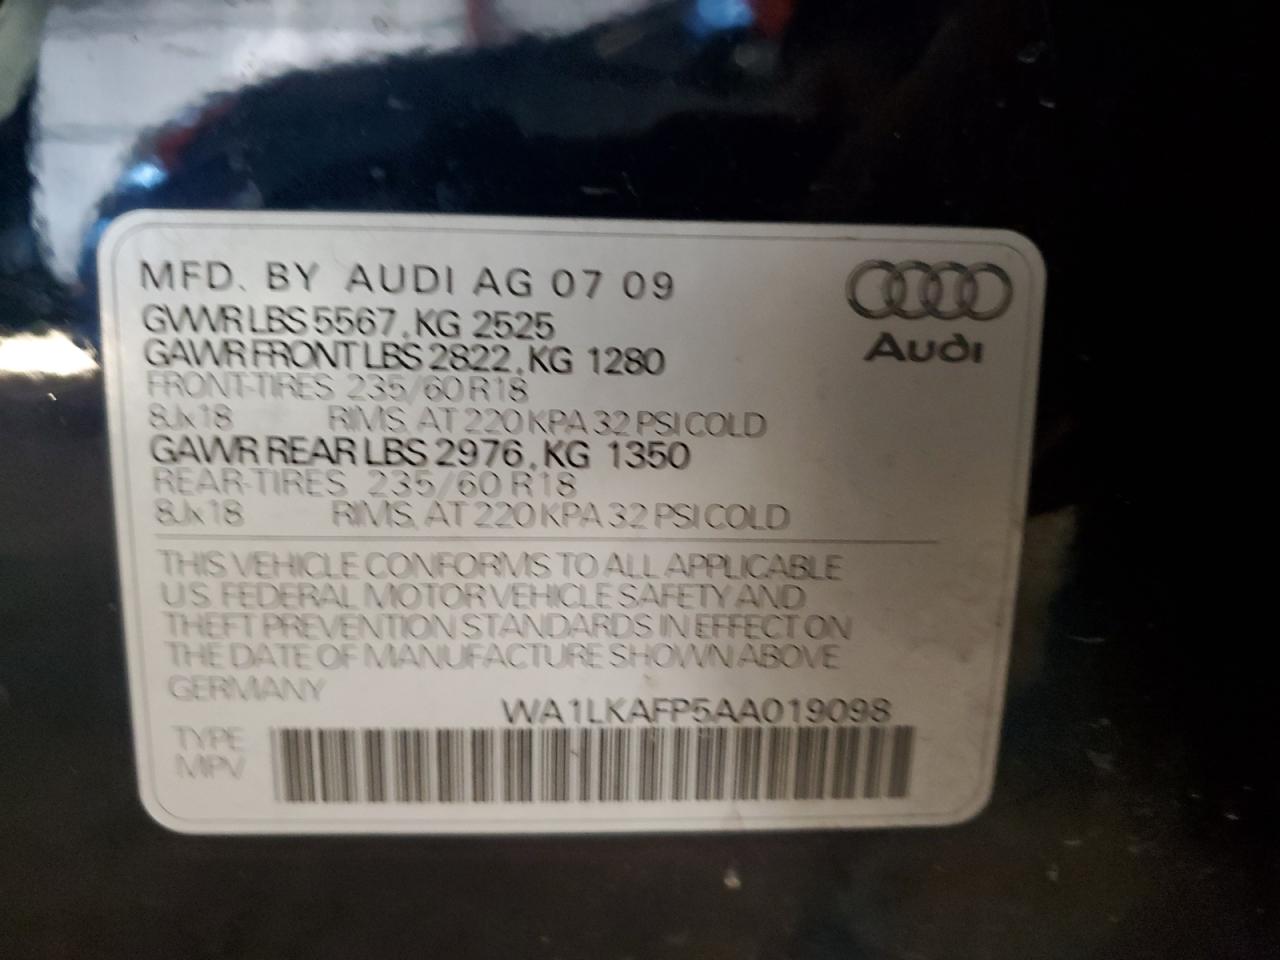 MFD. BY AUDI AG 07 09
GVWR LBS 5567, KG 2525
GAWR FRONT LBS 2822, KG 1280
FRONT-TIRES 235/60 R18
8Jx18 RIMS, AT 220 KPA 32 PSI COLD
GAWR REAR LBS 2976, KG 1350
REAR-TIRES 235/60 R18
8Jx18 RIMS, AT 220 KPA 32 PSI COLD
THIS VEHICLE CONFORMS TO ALL APPLICABLE
U.S. FEDERAL MOTOR VEHICLE SAFETY AND
THEFT PREVENTION STANDARDS IN EFFECT ON
THE DATE OF MANUFACTURE SHOWN ABOVE
GERMANY
WA1LKAFP5AA019098
TYPE
MPV
Audi